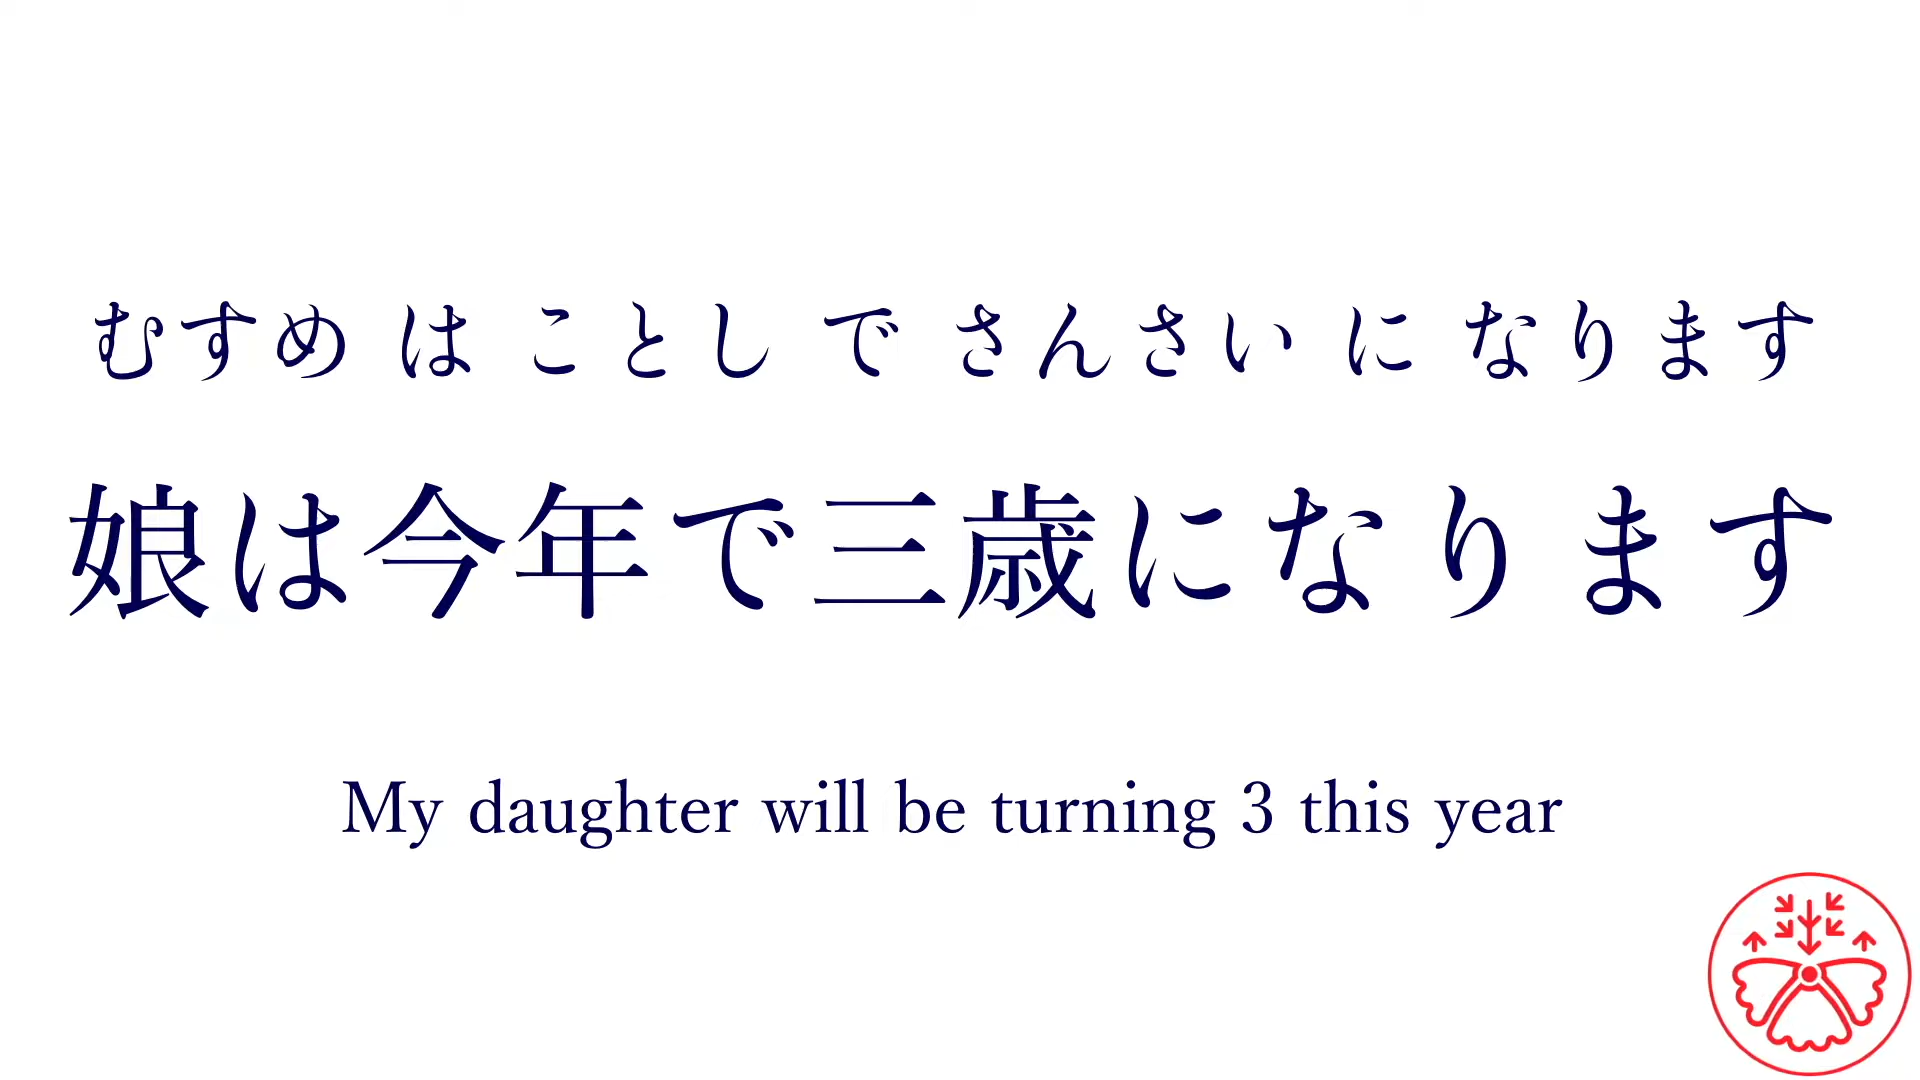 むすめ は ことし で さんさい に なります
娘は今年で三歳になります
My daughter will be turning 3 this year